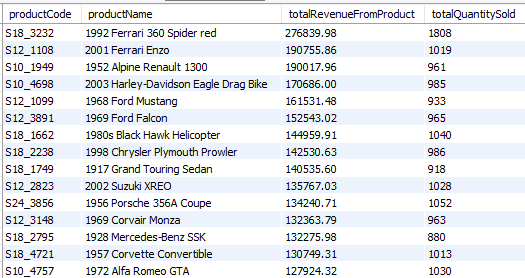 productCode productName totalRevenueFromProduct totalQuantitySold
S18_3232 1992 Ferrari 360 Spider red 276839.98 1808
S12_1108 2001 Ferrari Enzo 190755.86 1019
S10_1949 1952 Alpine Renault 1300 190017.96 961
S10_4698 2003 Harley-Davidson Eagle Drag Bike 170686.00 985
S12_1099 1968 Ford Mustang 161531.48 933
S12_3891 1969 Ford Falcon 152543.02 965
S18_1662 1980s Black Hawk Helicopter 144959.91 1040
S18_2238 1998 Chrysler Plymouth Prowler 142530.63 986
S18_1749 1917 Grand Touring Sedan 140535.60 918
S12_2823 2002 Suzuki XREO 135767.03 1028
S24_3856 1956 Porsche 356A Coupe 134240.71 1052
S12_3148 1969 Corvair Monza 132363.79 963
S18_2795 1928 Mercedes-Benz SSK 132275.98 880
S18_4721 1957 Corvette Convertible 130749.31 1013
S10_4757 1972 Alfa Romeo GTA 127924.32 1030